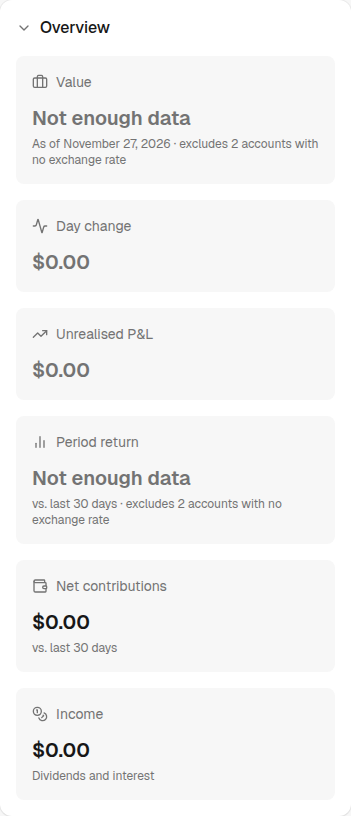 Overview
Value
Not enough data
As of November 27, 2026 · excludes 2 accounts with
no exchange rate
Day change
$0.00
Unrealised P&L
$0.00
Period return
Not enough data
vs. last 30 days · excludes 2 accounts with no
exchange rate
Net contributions
$0.00
vs. last 30 days
Income
$0.00
Dividends and interest